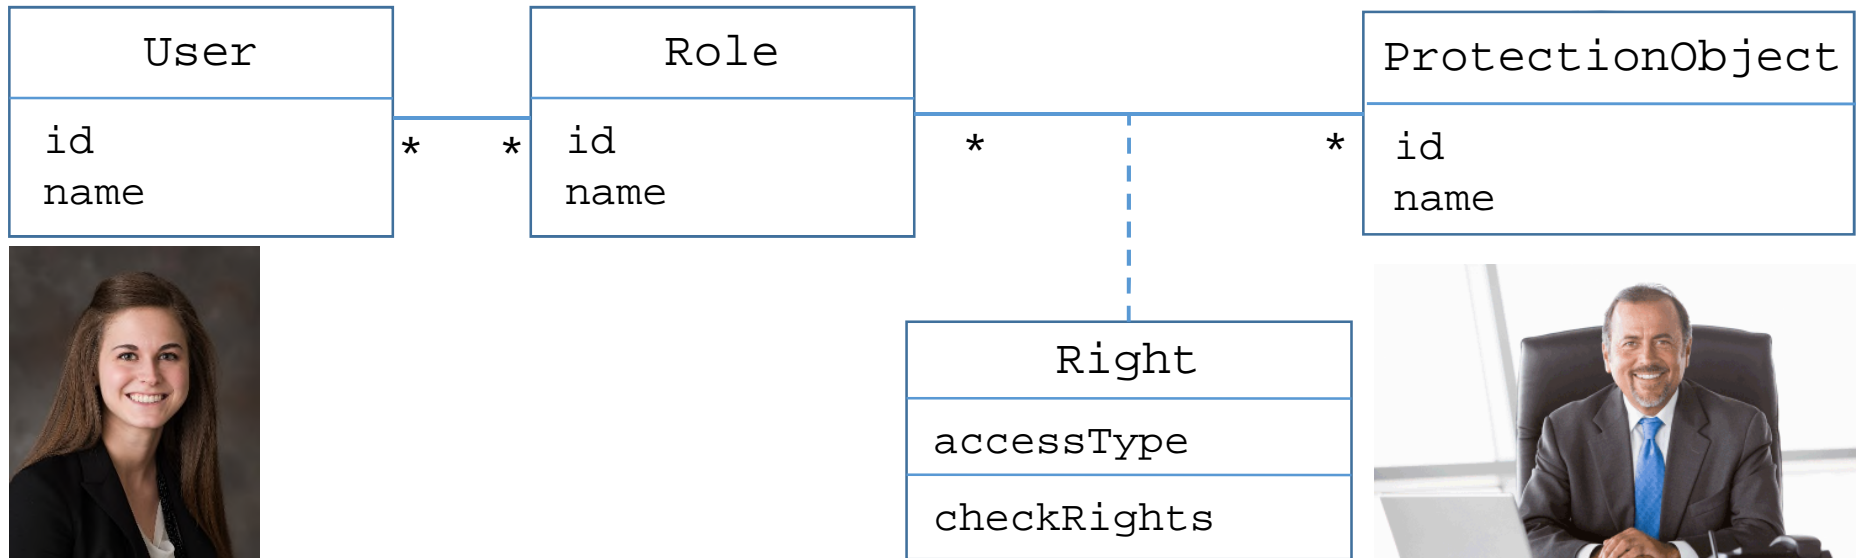 User
id
name
*
*
Role
id
name
*
*
ProtectionObject
id
name
Right
accessType
checkRights